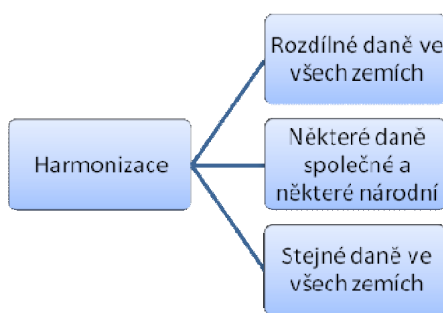 Harmonizace
Rozdílné daně ve
všech zemích
Některé daně
společné a
některé národní
Stejné daně ve
všech zemích